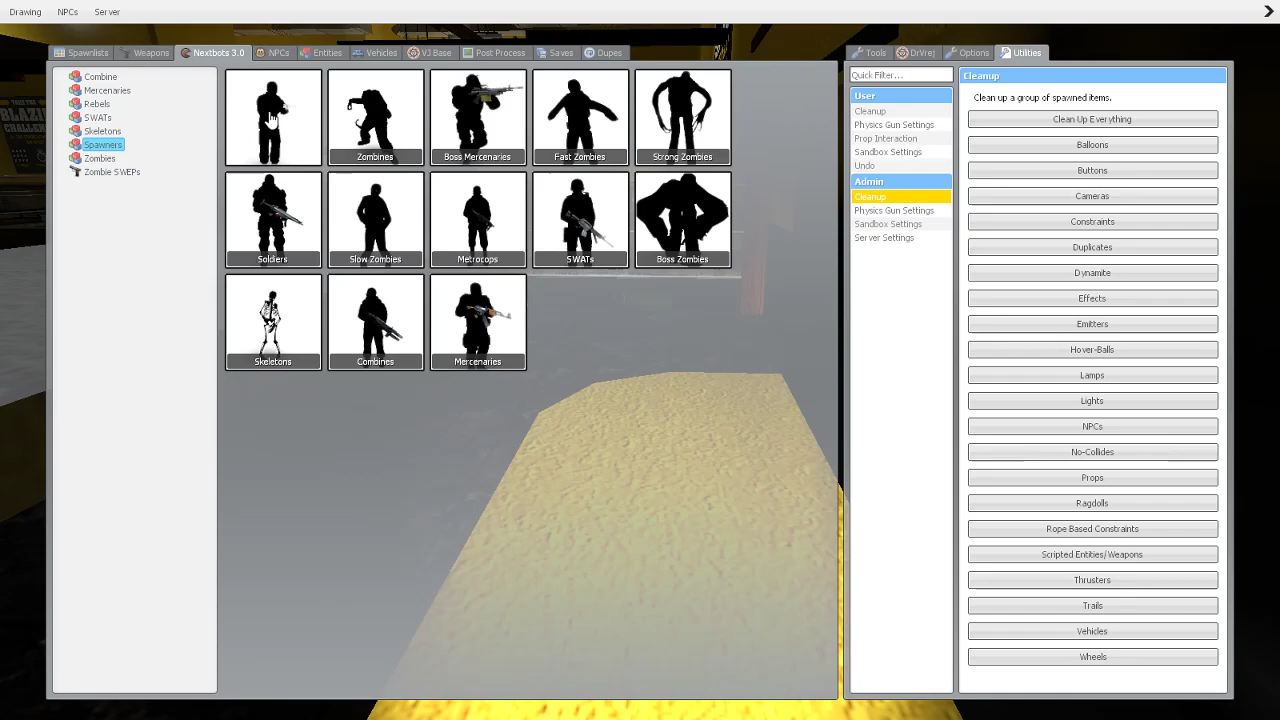 Drawing NPCs Server
Spawnlists Weapons Nextbots 3.0 NPCs Entities Vehicles VJ Base Post Process Saves Dupes
Combine
Mercenaries
Rebels
SWATs
Skeletons
Spawners
Zombies
Zombie SWEPs
Zombines Boss Mercenaries Fast Zombies Strong Zombies
Soldiers Slow Zombies Metrocops SWATs Boss Zombies
Skeletons Combines Mercenaries
Tools DrVrej Options Utilities
Quick Filter...
User
Cleanup
Physics Gun Settings
Prop Interaction
Sandbox Settings
Undo
Admin
Cleanup
Physics Gun Settings
Sandbox Settings
Server Settings
Cleanup
Clean up a group of spawned items.
Clean Up Everything
Balloons
Buttons
Cameras
Constraints
Duplicates
Dynamite
Effects
Emitters
Hover-Balls
Lamps
Lights
NPCs
No-Collides
Props
Ragdolls
Rope Based Constraints
Scripted Entities/Weapons
Thrusters
Trails
Vehicles
Wheels